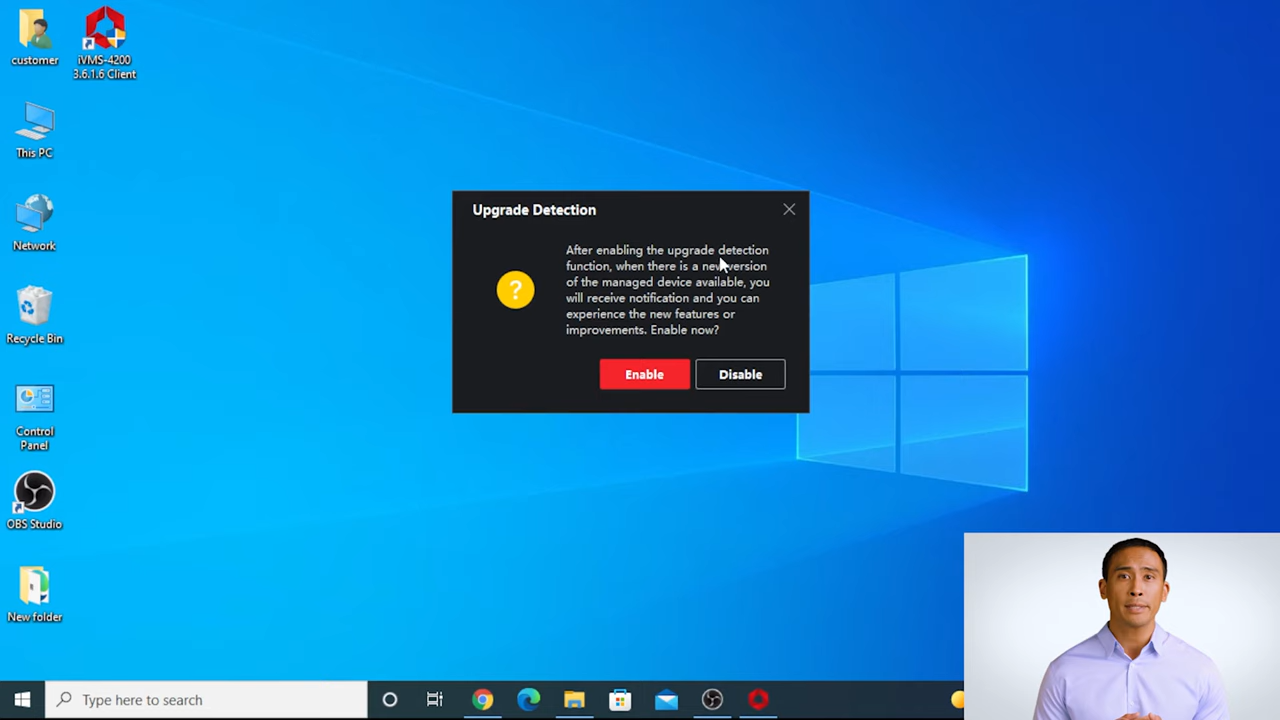 customer
iVMS-4200
3.6.1.6 Client
This PC
Network
Recycle Bin
Control
Panel
OBS Studio
New folder
Upgrade Detection
After enabling the upgrade detection
function, when there is a new version
of the managed device available, you
will receive notification and you can
experience the new features or
improvements. Enable now?
?
Enable
Disable
Type here to search